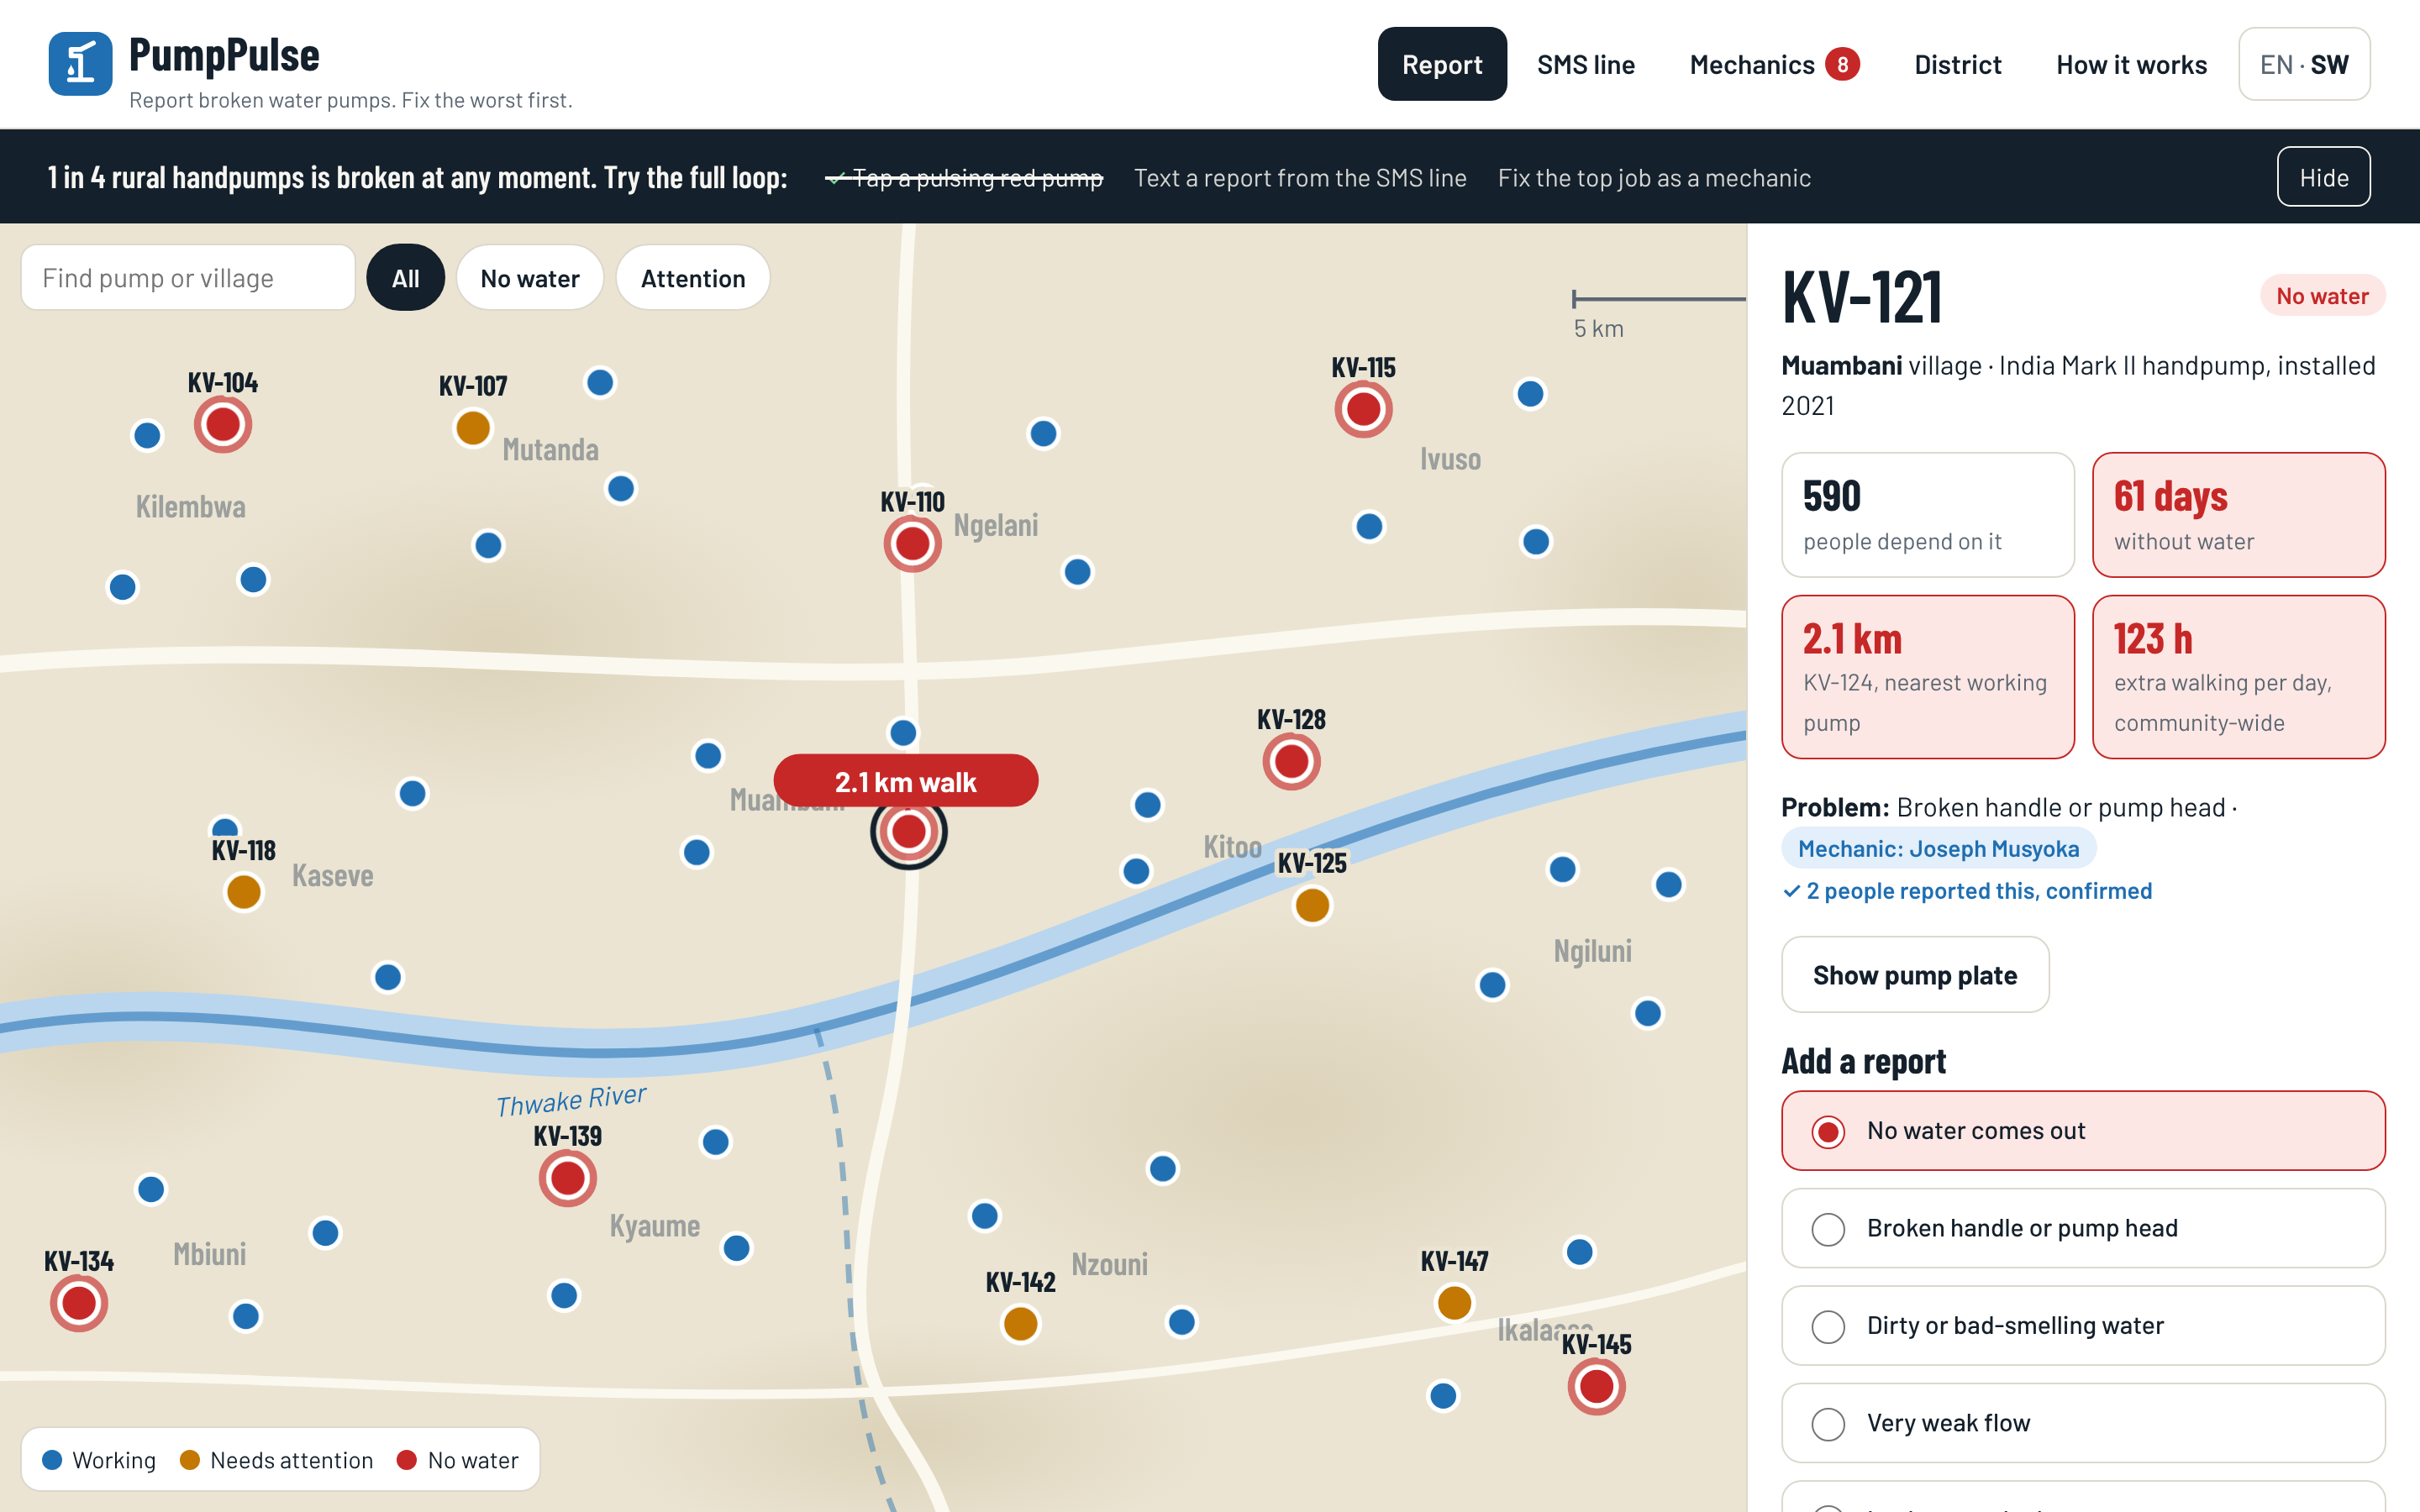 PumpPulse
Report broken water pumps. Fix the worst first.
Report
SMS line
Mechanics 8
District
How it works
EN · SW
1 in 4 rural handpumps is broken at any moment. Try the full loop:
✓ Tap a pulsing red pump
Text a report from the SMS line
Fix the top job as a mechanic
Hide
Find pump or village
All
No water
Attention
5 km
KV-104
KV-107
KV-115
Mutanda
Ivuso
Kilembwa
KV-110
Ngelani
KV-128
2.1 km walk
KV-118
Kaseve
Kitoo
KV-125
Ngiluni
Thwake River
KV-139
Kyaume
Mbiuni
KV-134
Nzouni
KV-142
KV-147
KV-145
Working
Needs attention
No water
KV-121
No water
Muambani village · India Mark II handpump, installed
2021
590
people depend on it
61 days
without water
2.1 km
KV-124, nearest working
pump
123 h
extra walking per day,
community-wide
Problem: Broken handle or pump head ·
Mechanic: Joseph Musyoka
✓ 2 people reported this, confirmed
Show pump plate
Add a report
No water comes out
Broken handle or pump head
Dirty or bad-smelling water
Very weak flow